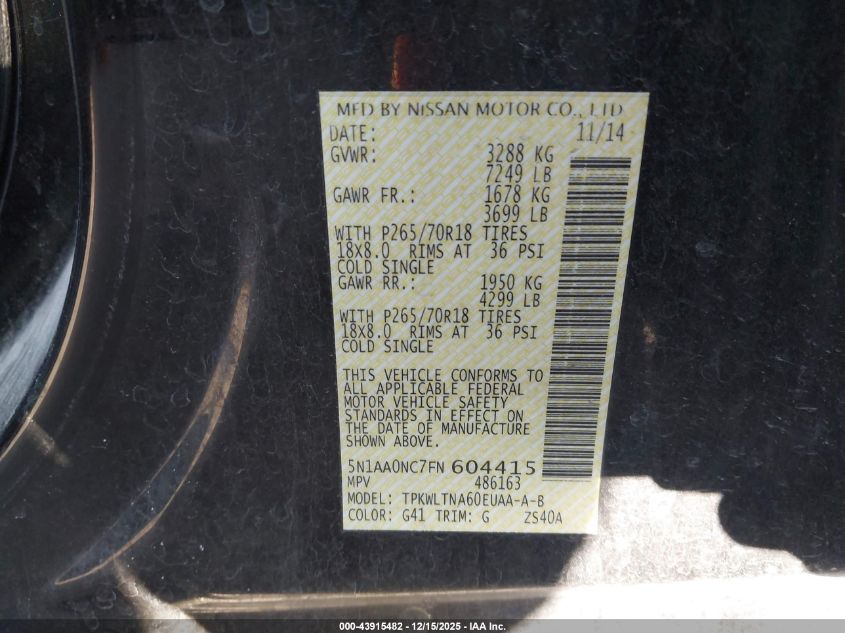 MFD BY NISSAN MOTOR CO., LTD
DATE: 11/14
GVWR: 3288 KG
7249 LB
GAWR FR.: 1678 KG
3699 LB
WITH P265/70R18 TIRES
18X8.0 RIMS AT 36 PSI
COLD SINGLE
GAWR RR.: 1950 KG
4299 LB
WITH P265/70R18 TIRES
18X8.0 RIMS AT 36 PSI
COLD SINGLE
THIS VEHICLE CONFORMS TO
ALL APPLICABLE FEDERAL
MOTOR VEHICLE SAFETY
STANDARDS IN EFFECT ON
THE DATE OF MANUFACTURE
SHOWN ABOVE.
5N1AA0NC7FN 604415
MPV 486163
MODEL: TPKWLTNA60EUAA-A-B
COLOR: G41 TRIM: G ZS40A
000-43915482 - 12/15/2025 - IAA Inc.